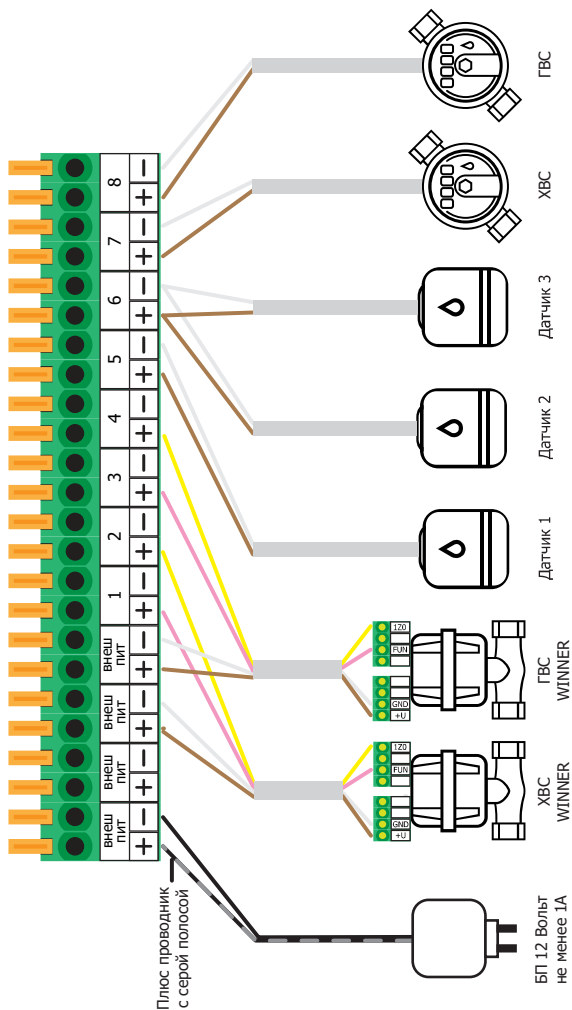 внеш внеш внеш внеш 1 2 3 4 5 6 7 8
пит пит пит пит
+ − + − + − + − + − + − + − + − + − + − + − + −
Плюс проводник
с серой полосой
+U GND FUN 1Z0
+U GND FUN 1Z0
БП 12 Вольт
не менее 1А
ХВС
WINNER
ГВС
WINNER
Датчик 1
Датчик 2
Датчик 3
ХВС
ГВС